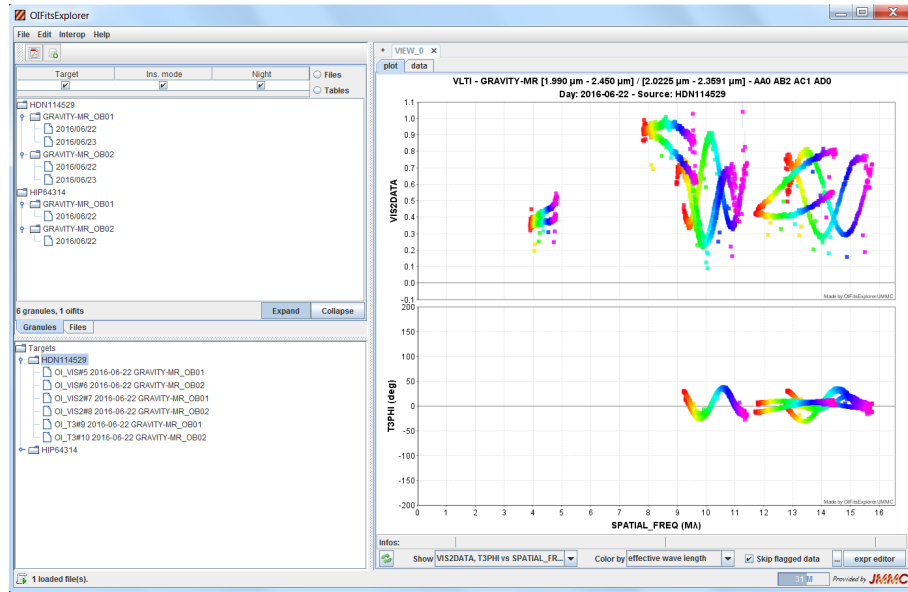 OIFitsExplorer
File Edit Interop Help
Target Ins. mode Night Files
Tables
HDN114529
GRAVITY-MR_OB01
2016/06/22
2016/06/23
GRAVITY-MR_OB02
2016/06/22
2016/06/23
HIP64314
GRAVITY-MR_OB01
2016/06/22
GRAVITY-MR_OB02
2016/06/22
6 granules, 1 oifits Expand Collapse
Granules Files
Targets
HDN114529
OI_VIS#5 2016-06-22 GRAVITY-MR_OB01
OI_VIS#6 2016-06-22 GRAVITY-MR_OB02
OI_VIS2#7 2016-06-22 GRAVITY-MR_OB01
OI_VIS2#8 2016-06-22 GRAVITY-MR_OB02
OI_T3#9 2016-06-22 GRAVITY-MR_OB01
OI_T3#10 2016-06-22 GRAVITY-MR_OB02
HIP64314
1 loaded file(s).
+ VIEW_0 ×
plot data
VLTI - GRAVITY-MR [1.990 µm - 2.450 µm] / [2.0225 µm - 2.3591 µm] - AA0 AB2 AC1 AD0
Day: 2016-06-22 - Source: HDN114529
1.1
1.0
0.9
0.8
0.7
0.6
0.5
0.4
0.3
0.2
0.1
0.0
-0.1
VIS2DATA
Made by OIFitsExplorer/JMMC
200
150
100
50
0
-50
-100
-150
-200
T3PHI (deg)
Made by OIFitsExplorer/JMMC
0 1 2 3 4 5 6 7 8 9 10 11 12 13 14 15 16
SPATIAL_FREQ (Mλ)
Infos:
Show VIS2DATA, T3PHI vs SPATIAL_FR... Color by effective wave length Skip flagged data ... expr editor
31 M Provided by JMMC